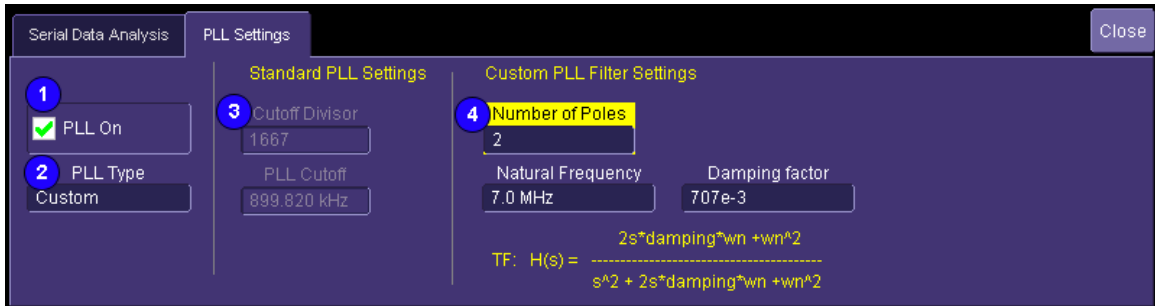 Serial Data Analysis
PLL Settings
Close
1
PLL On
2 PLL Type
Custom
Standard PLL Settings
3 Cutoff Divisor
1667
PLL Cutoff
899.820 kHz
Custom PLL Filter Settings
4 Number of Poles
2
Natural Frequency Damping factor
7.0 MHz 707e-3
2s*damping*wn +wn^2
TF: H(s) = ----------------------------------------
s^2 + 2s*damping*wn +wn^2